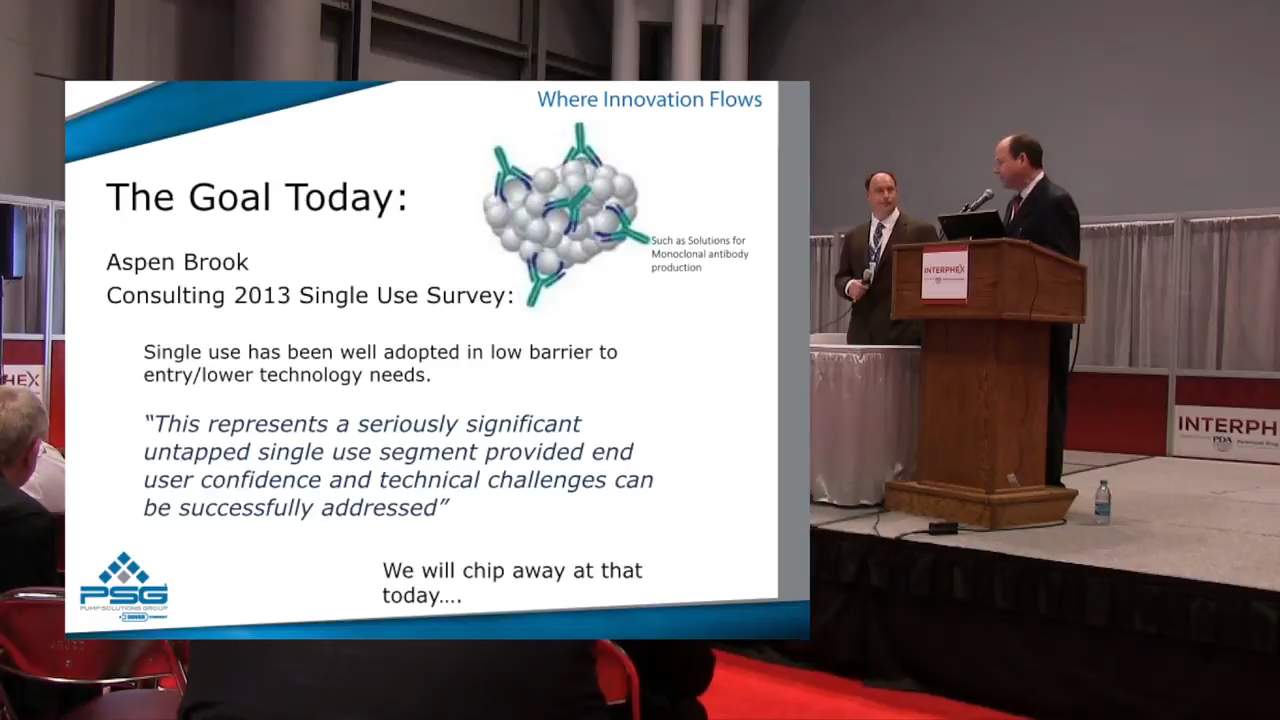 Where Innovation Flows
The Goal Today:
Such as Solutions for
Monoclonal antibody
production
Aspen Brook
Consulting 2013 Single Use Survey:
Single use has been well adopted in low barrier to
entry/lower technology needs.
“This represents a seriously significant
untapped single use segment provided end
user confidence and technical challenges can
be successfully addressed”
We will chip away at that
today....
PSG
PUMP SOLUTIONS GROUP
DOVER
INTERPHEX
HEX
INTERPH
PDA